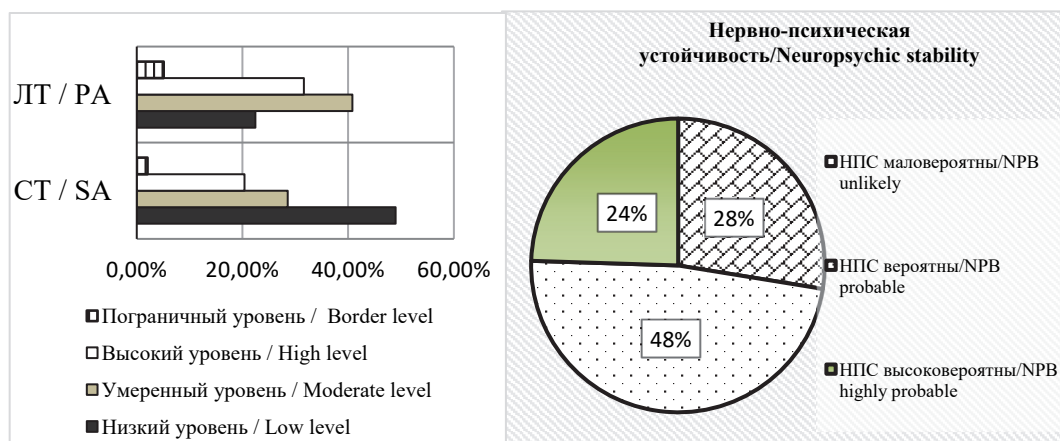 ЛТ / PA
СТ / SA
0,00% 20,00% 40,00% 60,00%
Пограничный уровень / Border level
Высокий уровень / High level
Умеренный уровень / Moderate level
Низкий уровень / Low level
Нервно-психическая
устойчивость/Neuropsychic stability
24%
28%
48%
НПС маловероятны/NPB
unlikely
НПС вероятны/NPB
probable
НПС высоковероятны/NPB
highly probable